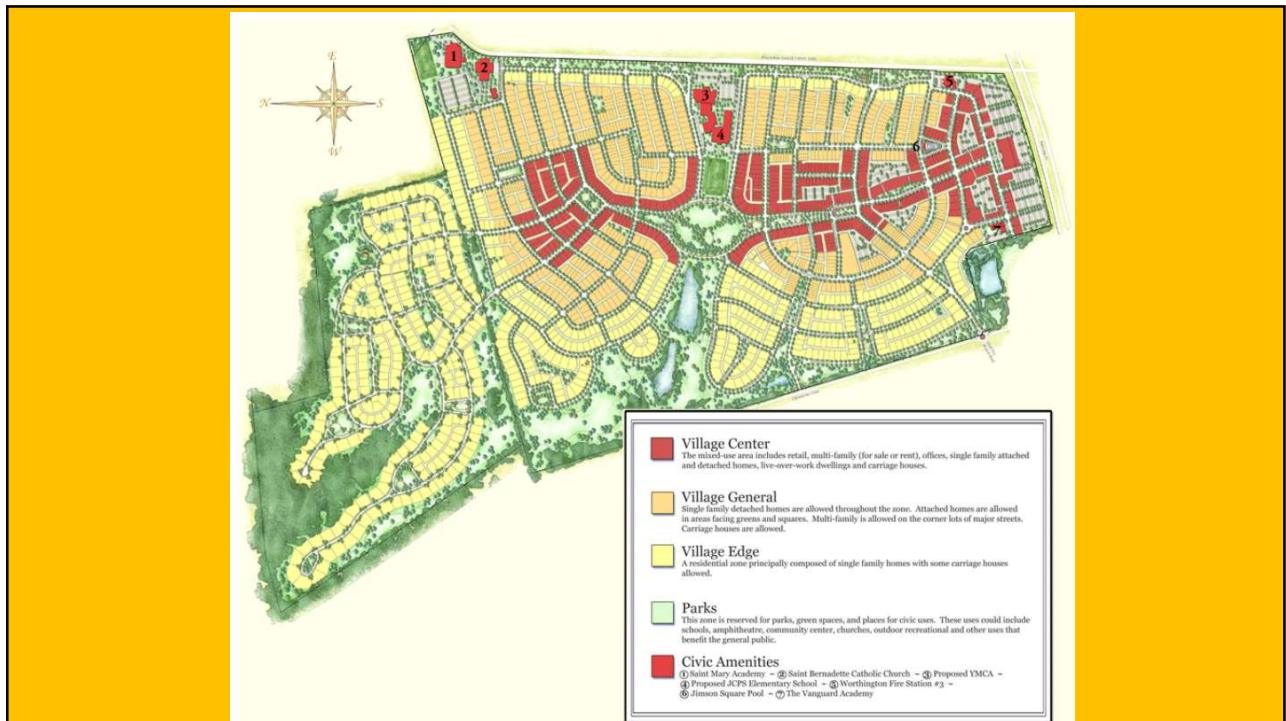 E
N
S
W
1
2
3
4
5
6
7
Village Center
The mixed-use area includes retail, multi-family (for sale or rent), offices, single family attached
and detached homes, live-over-work dwellings and carriage houses.
Village General
Single family detached homes are allowed throughout the zone. Attached homes are allowed
in areas facing greens and squares. Multi-family is allowed on the corner lots of major streets.
Carriage houses are allowed.
Village Edge
A residential zone principally composed of single family homes with some carriage houses
allowed.
Parks
This zone is reserved for parks, green spaces, and places for civic uses. These uses could include
schools, amphitheatre, community center, churches, outdoor recreational and other uses that
benefit the general public.
Civic Amenities
① Saint Mary Academy ~ ② Saint Bernadette Catholic Church ~ ③ Proposed YMCA ~
④ Proposed JCPS Elementary School ~ ⑤ Worthington Fire Station #3 ~
⑥ Jimson Square Pool ~ ⑦ The Vanguard Academy